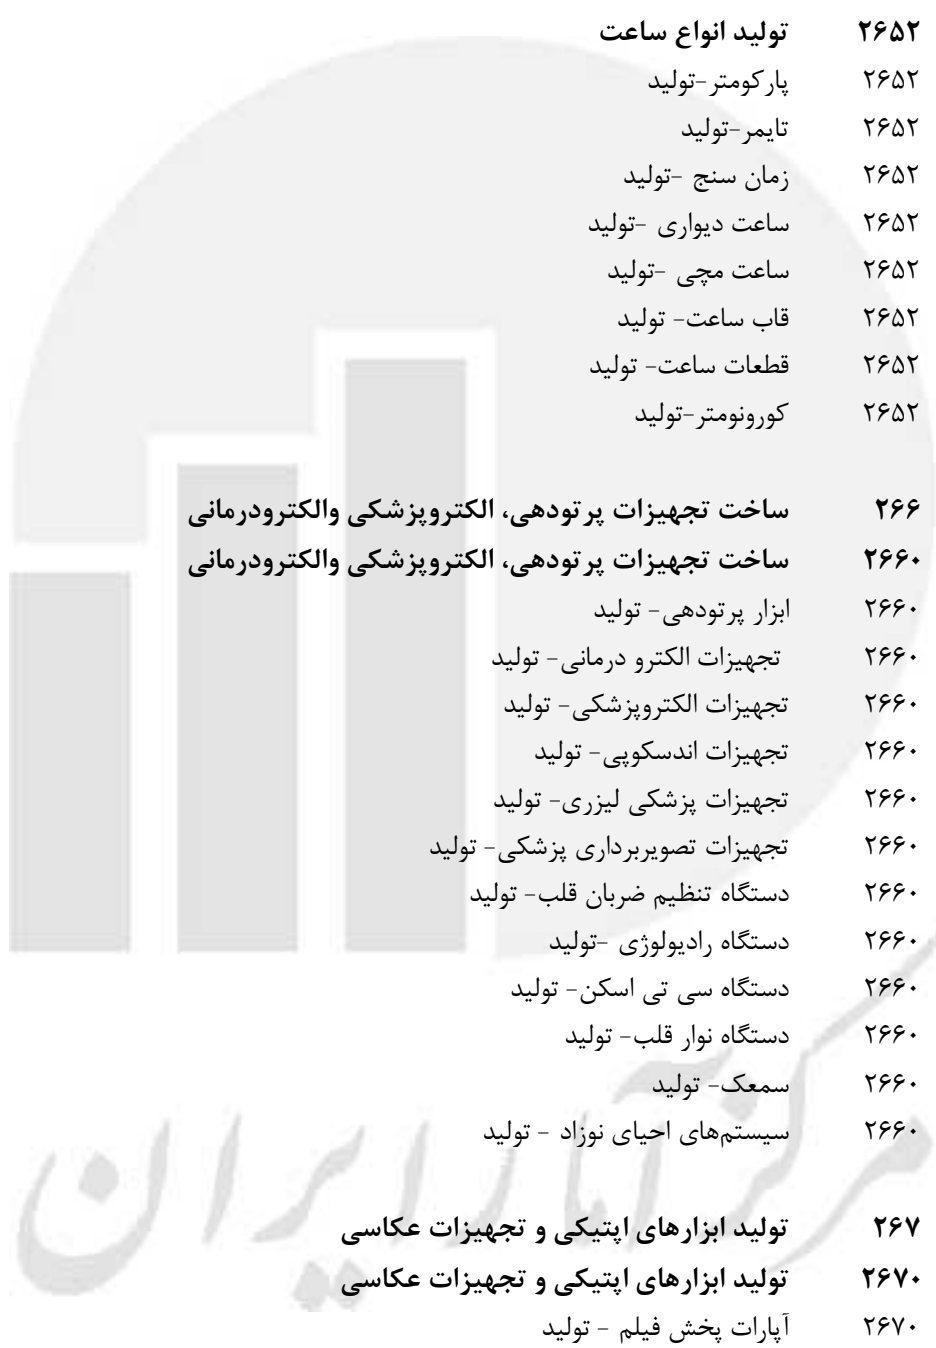 ۲۶۵۲ تولید انواع ساعت
۲۶۵۲ پارکومتر-تولید
۲۶۵۲ تایمر-تولید
۲۶۵۲ زمان سنج -تولید
۲۶۵۲ ساعت دیواری -تولید
۲۶۵۲ ساعت مچی -تولید
۲۶۵۲ قاب ساعت- تولید
۲۶۵۲ قطعات ساعت- تولید
۲۶۵۲ کورونومتر-تولید
۲۶۶ ساخت تجهیزات پرتودهی، الکتروپزشکی والکترودرمانی
۲۶۶۰ ساخت تجهیزات پرتودهی، الکتروپزشکی والکترودرمانی
۲۶۶۰ ابزار پرتودهی- تولید
۲۶۶۰ تجهیزات الکترو درمانی- تولید
۲۶۶۰ تجهیزات الکتروپزشکی- تولید
۲۶۶۰ تجهیزات اندسکوپی- تولید
۲۶۶۰ تجهیزات پزشکی لیزری- تولید
۲۶۶۰ تجهیزات تصویربرداری پزشکی- تولید
۲۶۶۰ دستگاه تنظیم ضربان قلب- تولید
۲۶۶۰ دستگاه رادیولوژی -تولید
۲۶۶۰ دستگاه سی تی اسکن- تولید
۲۶۶۰ دستگاه نوار قلب- تولید
۲۶۶۰ سمعک- تولید
۲۶۶۰ سیستم‌های احیای نوزاد - تولید
مرکز آمار ایران
۲۶۷ تولید ابزارهای اپتیکی و تجهیزات عکاسی
۲۶۷۰ تولید ابزارهای اپتیکی و تجهیزات عکاسی
۲۶۷۰ آپارات پخش فیلم - تولید